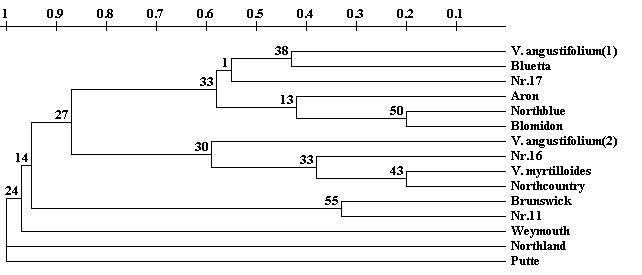 1 0.9 0.8 0.7 0.6 0.5 0.4 0.3 0.2 0.1
38 V. angustifolium(1)
1 Bluetta
33 Nr.17
13 Aron
50 Northblue
27 Blomidon
30 V. angustifolium(2)
14 33 Nr.16
43 V. myrtilloides
24 Northcountry
55 Brunswick
Nr.11
Weymouth
Northland
Putte